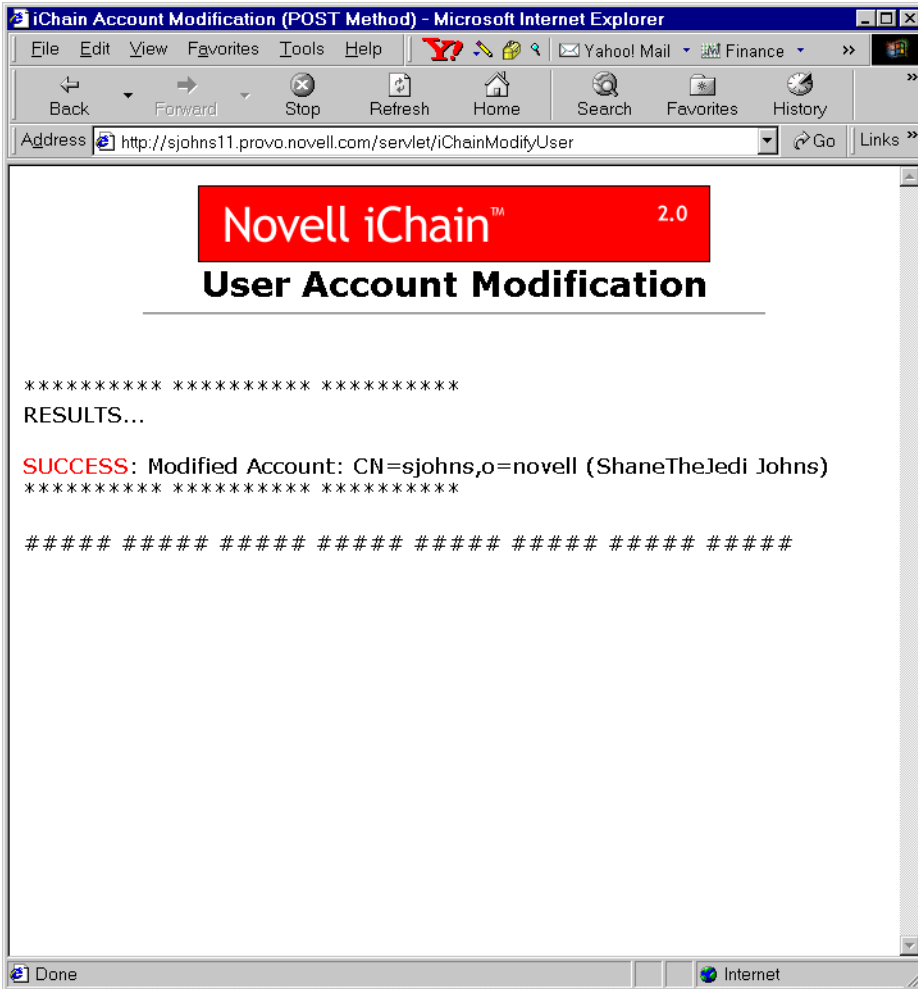 iChain Account Modification (POST Method) - Microsoft Internet Explorer
File Edit View Favorites Tools Help Y! Yahoo! Mail Finance »
Back Forward Stop Refresh Home Search Favorites History »
Address http://sjohns11.provo.novell.com/servlet/iChainModifyUser Go Links »
Novell iChain™ 2.0
User Account Modification
********** ********** **********
RESULTS...
SUCCESS: Modified Account: CN=sjohns,o=novell (ShaneTheJedi Johns)
********** ********** **********
##### ##### ##### ##### ##### ##### ##### #####
Done Internet